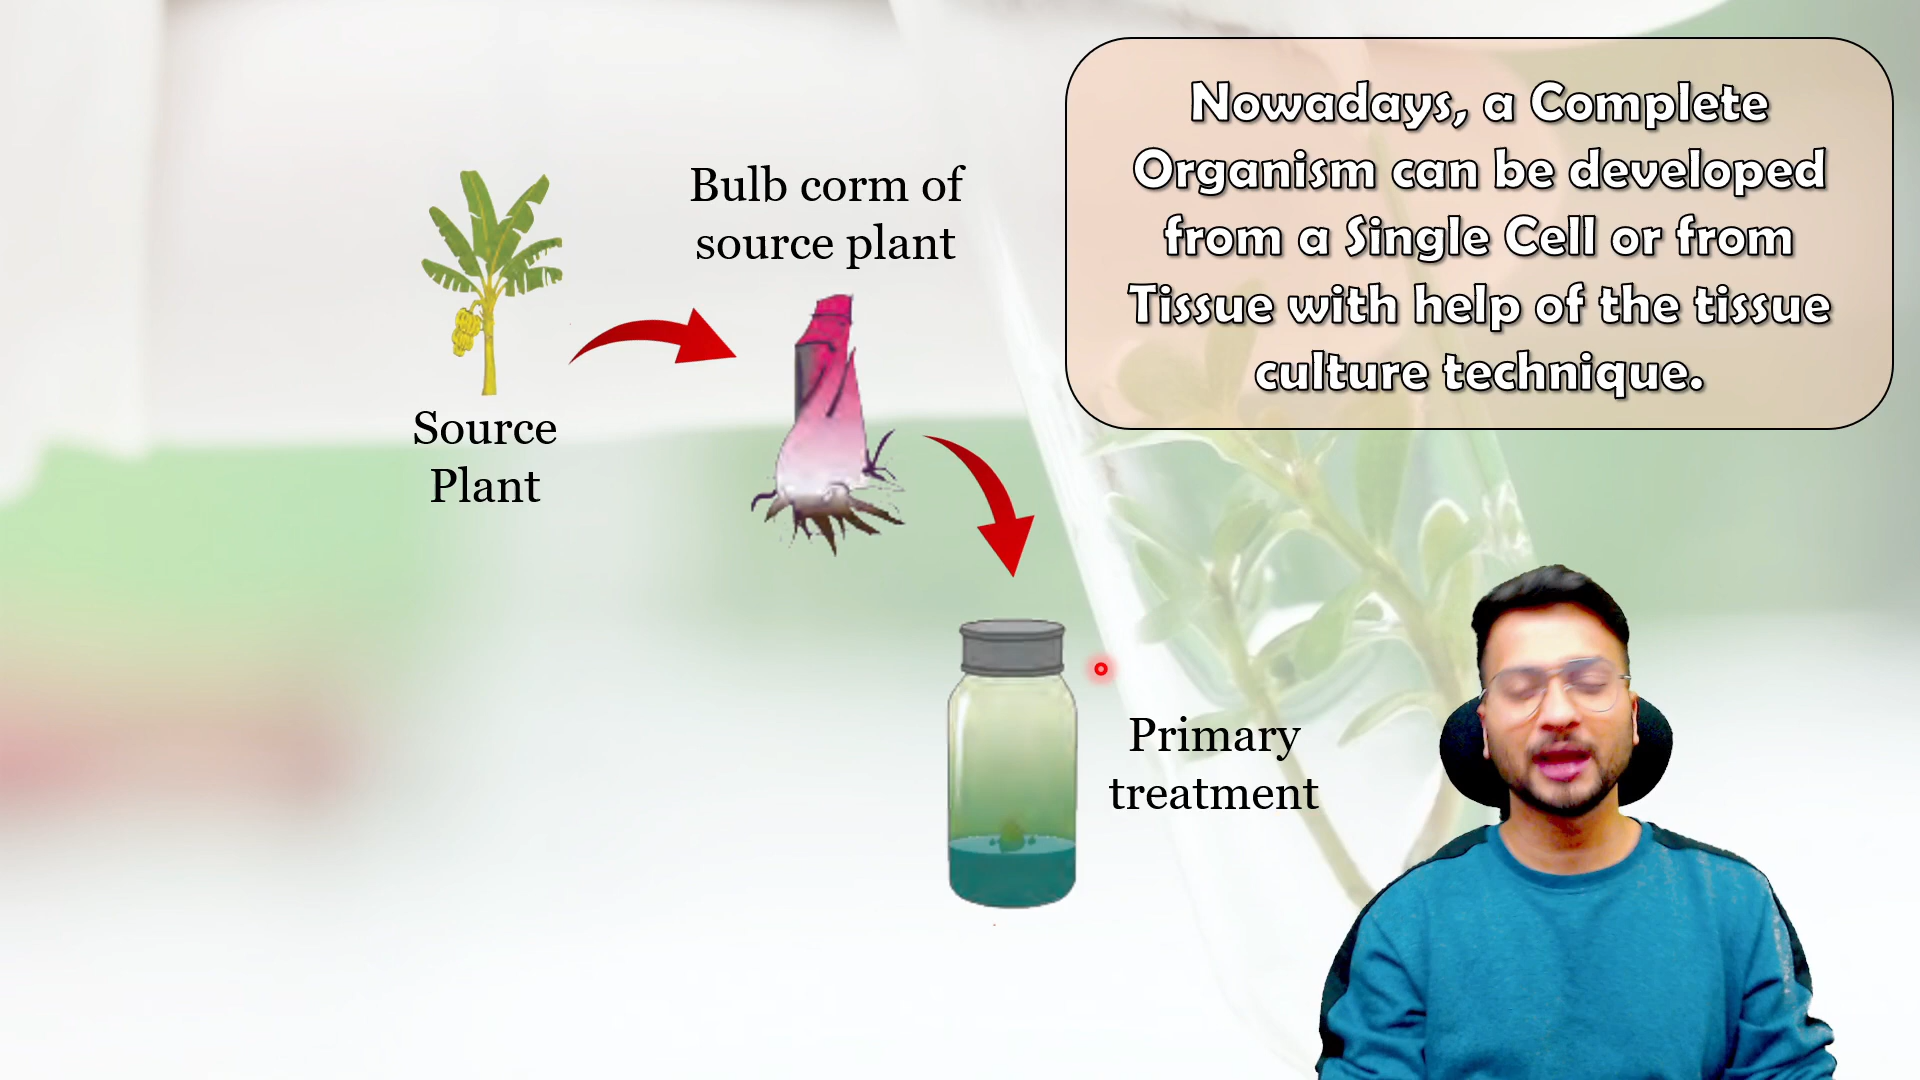 Nowadays, a Complete
Organism can be developed
from a Single Cell or from
Tissue with help of the tissue
culture technique.
Bulb corm of
source plant
Source
Plant
Primary
treatment